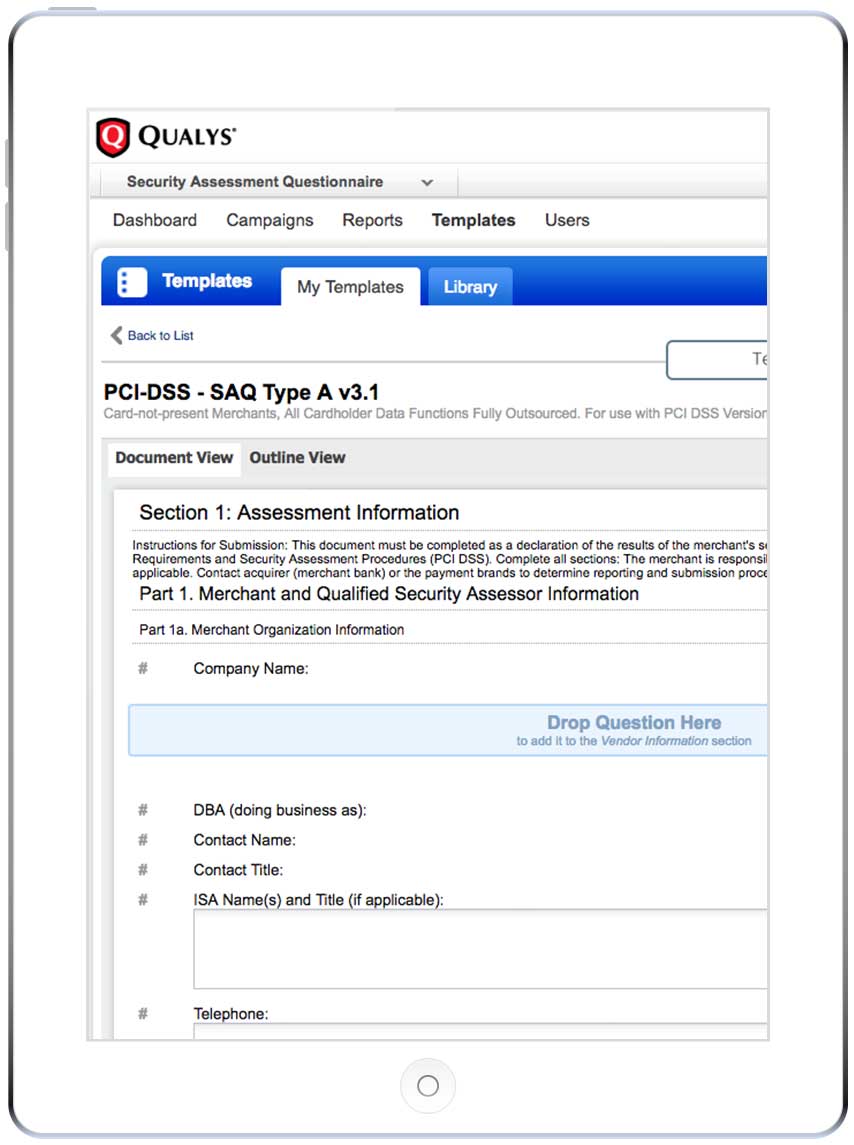 QUALYS®
Security Assessment Questionnaire
Dashboard Campaigns Reports Templates Users
Templates My Templates Library
Back to List
PCI-DSS - SAQ Type A v3.1
Card-not-present Merchants, All Cardholder Data Functions Fully Outsourced. For use with PCI DSS Version
Document View Outline View
Section 1: Assessment Information
Instructions for Submission: This document must be completed as a declaration of the results of the merchant's
Requirements and Security Assessment Procedures (PCI DSS). Complete all sections: The merchant is
applicable. Contact acquirer (merchant bank) or the payment brands to determine reporting and submission
Part 1. Merchant and Qualified Security Assessor Information
Part 1a. Merchant Organization Information
# Company Name:
Drop Question Here
to add it to the Vendor Information section
# DBA (doing business as):
# Contact Name:
# Contact Title:
# ISA Name(s) and Title (if applicable):
# Telephone: